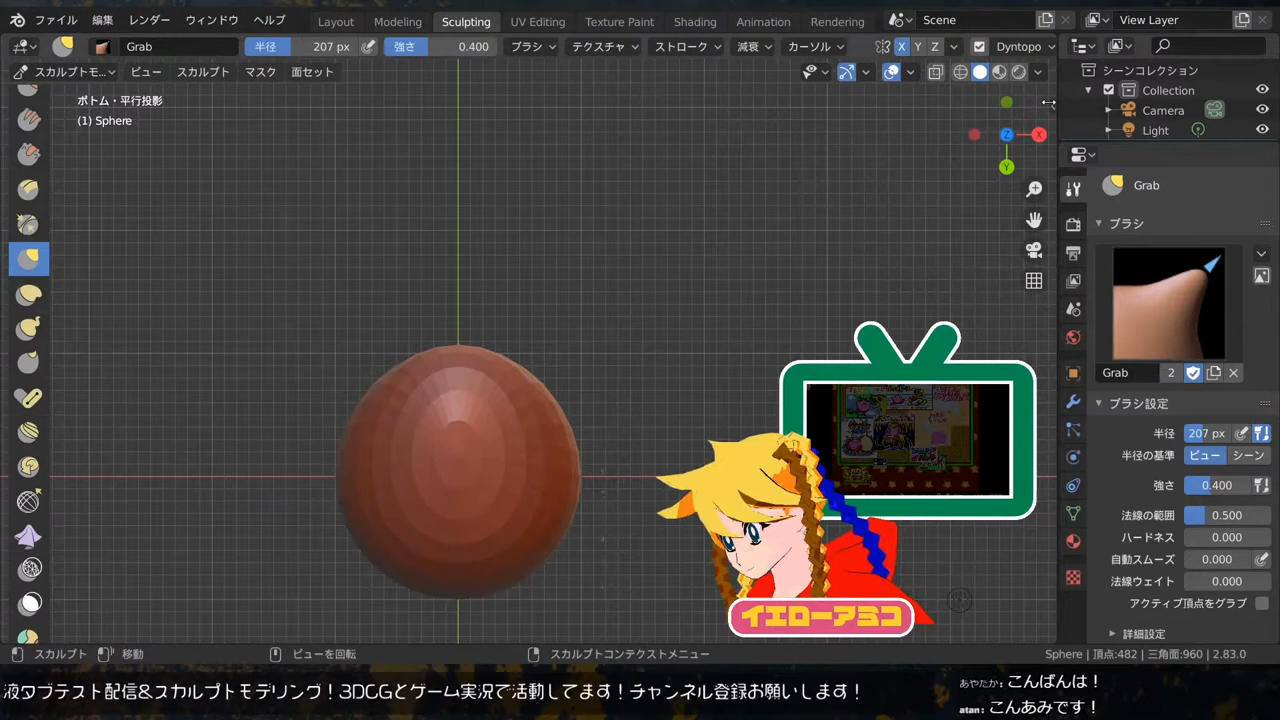 ファイル 編集 レンダー ウィンドウ ヘルプ Layout Modeling Sculpting UV Editing Texture Paint Shading Animation Rendering Scene View Layer
Grab 半径 207 px 強さ 0.400 ブラシ テクスチャ ストローク 減衰 カーソル X Y Z Dyntopo
スカルプトモ... ビュー スカルプト マスク 面セット
シーンコレクション
Collection
Camera
Light
ボトム・平行投影
(1) Sphere
Z X
Y
Grab
ブラシ
Grab 2
ブラシ設定
半径 207 px
半径の基準 ビュー シーン
強さ 0.400
法線の範囲 0.500
ハードネス 0.000
自動スムーズ 0.000
法線ウェイト 0.000
アクティブ頂点をグラブ
詳細設定
イエローアミコ
スカルプト 移動 ビューを回転 スカルプトコンテクストメニュー Sphere | 頂点:482 | 三角面:960 | 2.83.0
液タブテスト配信&スカルプトモデリング!3DCGとゲーム実況で活動してます!チャンネル登録お願いします!
あやたか: こんばんは!
atan: こんあみです!